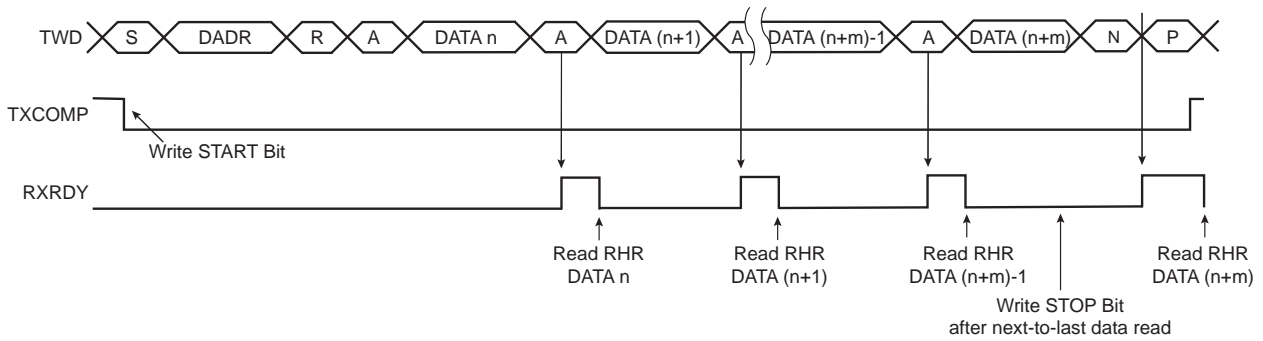 TWD S DADR R A DATA n A DATA (n+1) A DATA (n+m)-1 A DATA (n+m) N P
TXCOMP
Write START Bit
RXRDY
Read RHR Read RHR Read RHR Read RHR
DATA n DATA (n+1) DATA (n+m)-1 DATA (n+m)
Write STOP Bit
after next-to-last data read